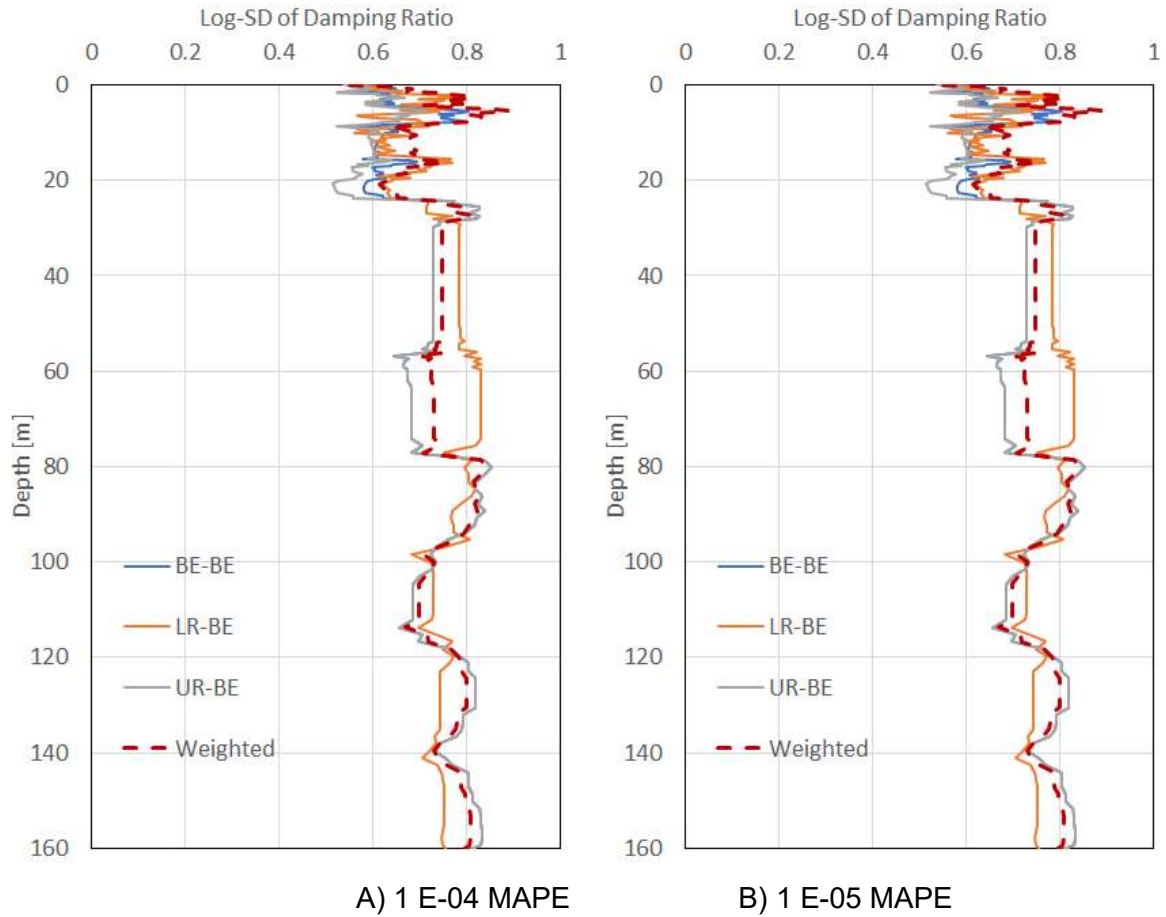 Log-SD of Damping Ratio
0 0.2 0.4 0.6 0.8 1
0
20
40
60
80
100
120
140
160
Depth [m]
BE-BE
LR-BE
UR-BE
Weighted
A) 1 E-04 MAPE
Log-SD of Damping Ratio
0 0.2 0.4 0.6 0.8 1
0
20
40
60
80
100
120
140
160
Depth [m]
BE-BE
LR-BE
UR-BE
Weighted
B) 1 E-05 MAPE